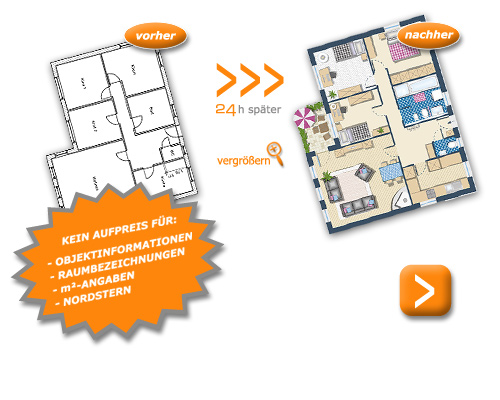 vorher
nachher
24h später
vergrößern
KEIN AUFPREIS FÜR:
- OBJEKTINFORMATIONEN
- RAUMBEZEICHNUNGEN
- m²-ANGABEN
- NORDSTERN